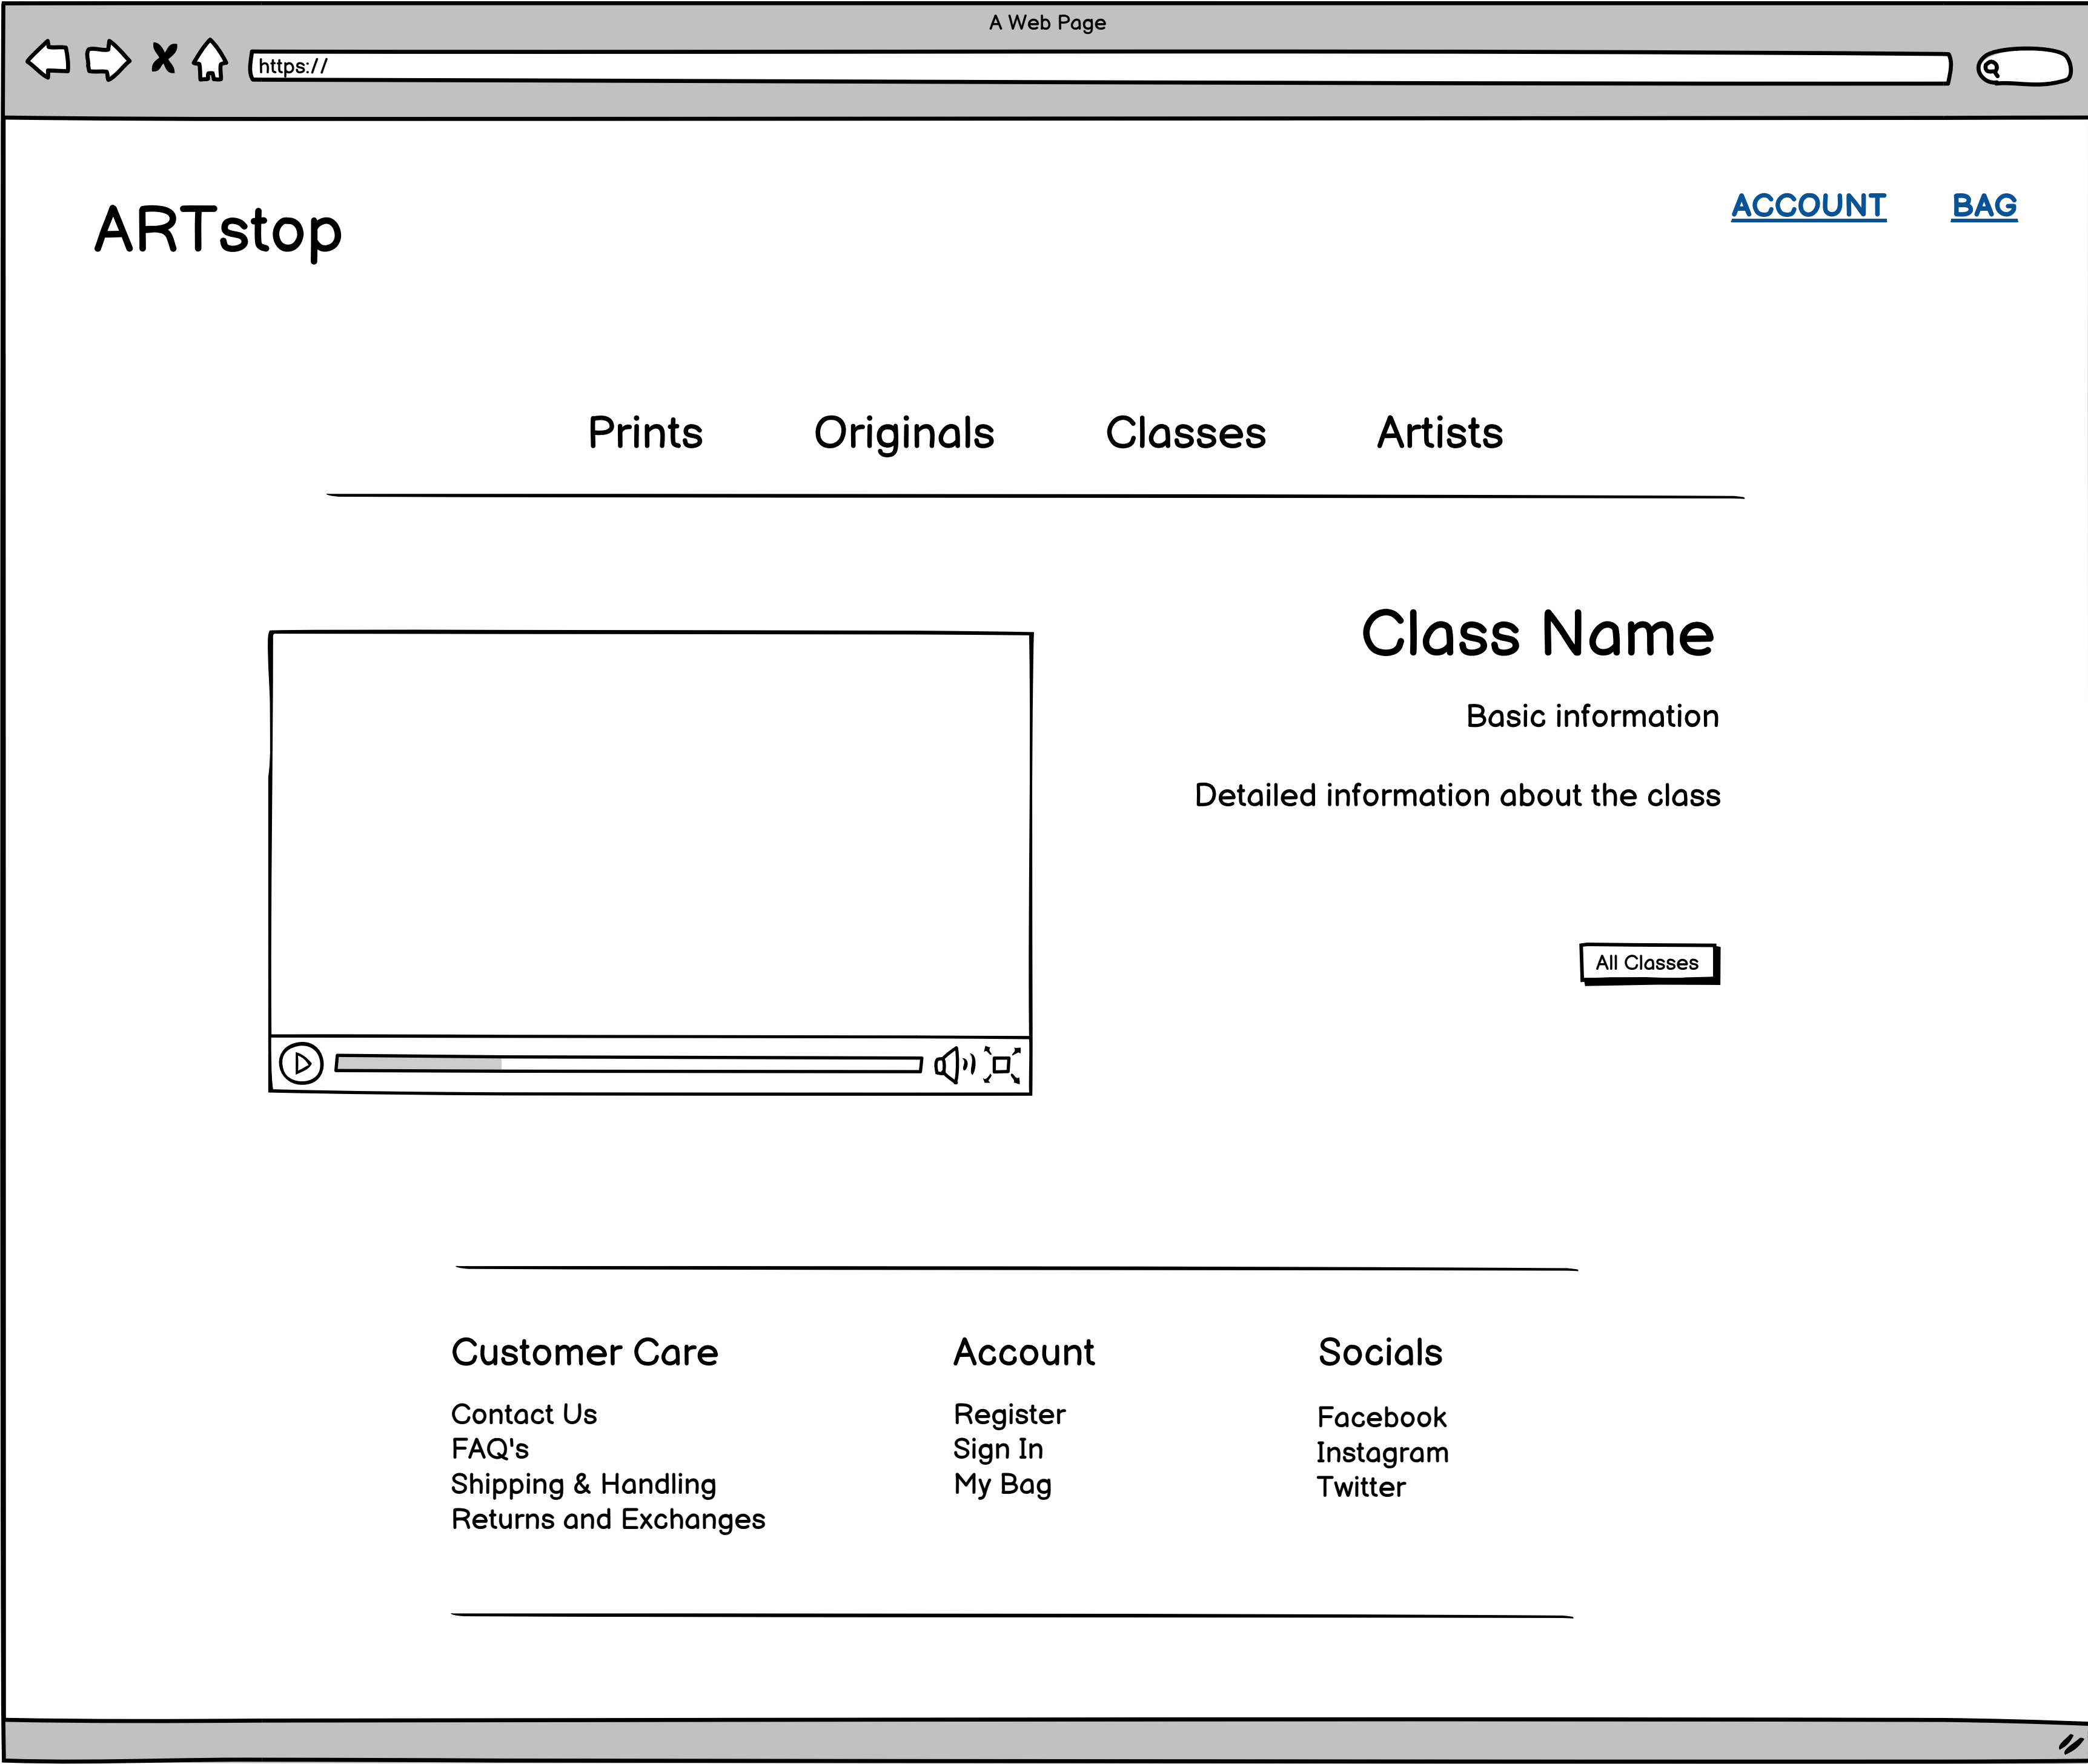 A Web Page
https://
ARTstop
ACCOUNT BAG
Prints Originals Classes Artists
Class Name
Basic information
Detailed information about the class
All Classes
Customer Care
Contact Us
FAQ's
Shipping & Handling
Returns and Exchanges
Account
Register
Sign In
My Bag
Socials
Facebook
Instagram
Twitter